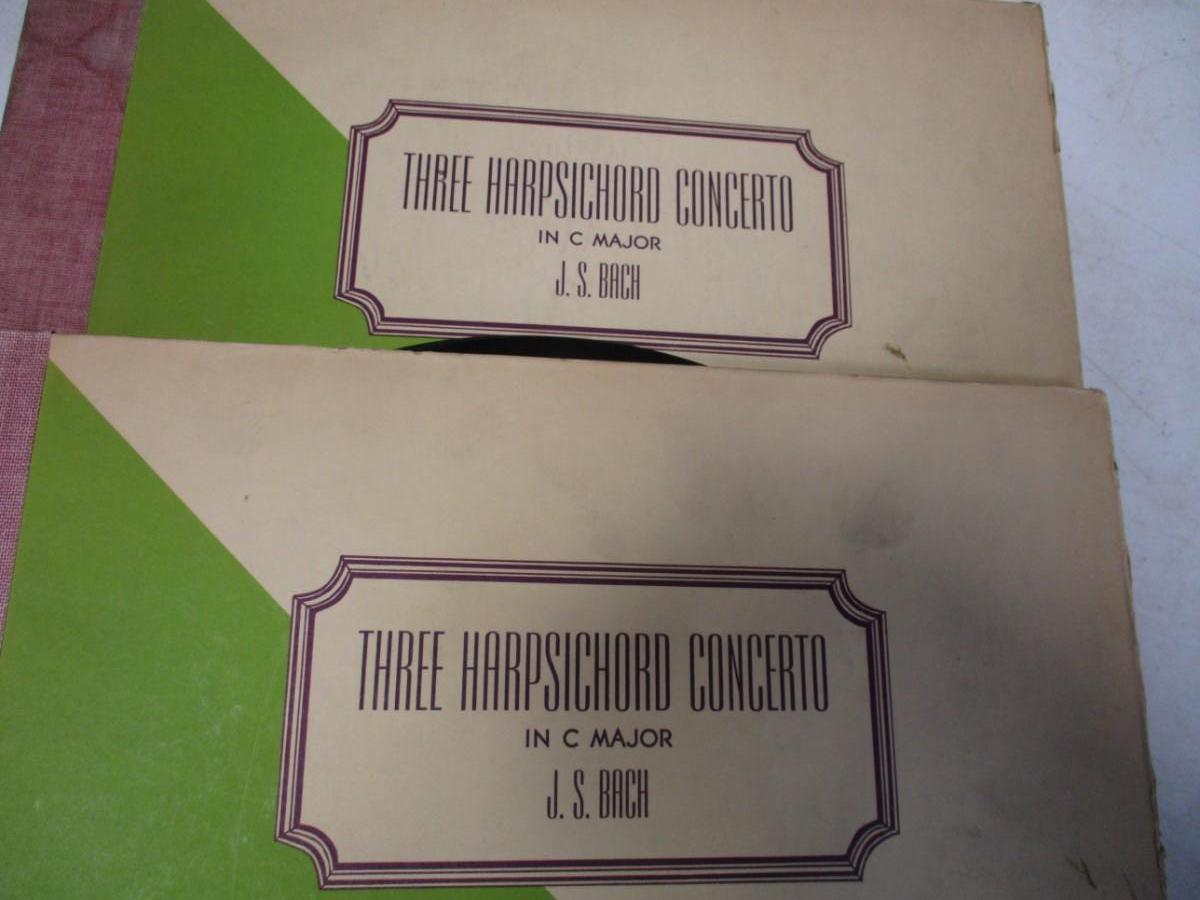 THREE HARPSICHORD CONCERTO
IN C MAJOR
J. S. BACH
THREE HARPSICHORD CONCERTO
IN C MAJOR
J. S. BACH